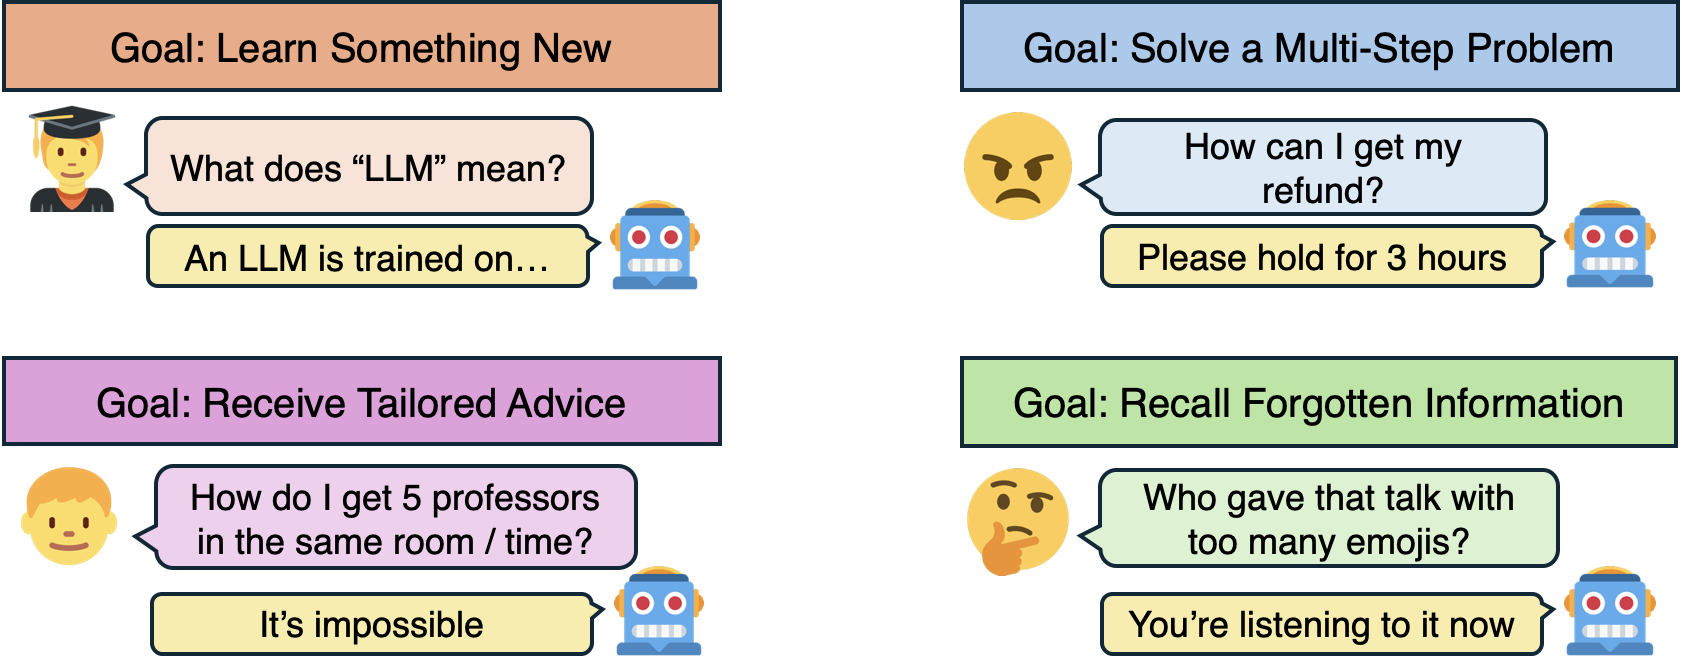 Goal: Learn Something New
What does “LLM” mean?
An LLM is trained on…
Goal: Solve a Multi-Step Problem
How can I get my
refund?
Please hold for 3 hours
Goal: Receive Tailored Advice
How do I get 5 professors
in the same room / time?
It’s impossible
Goal: Recall Forgotten Information
Who gave that talk with
too many emojis?
You’re listening to it now